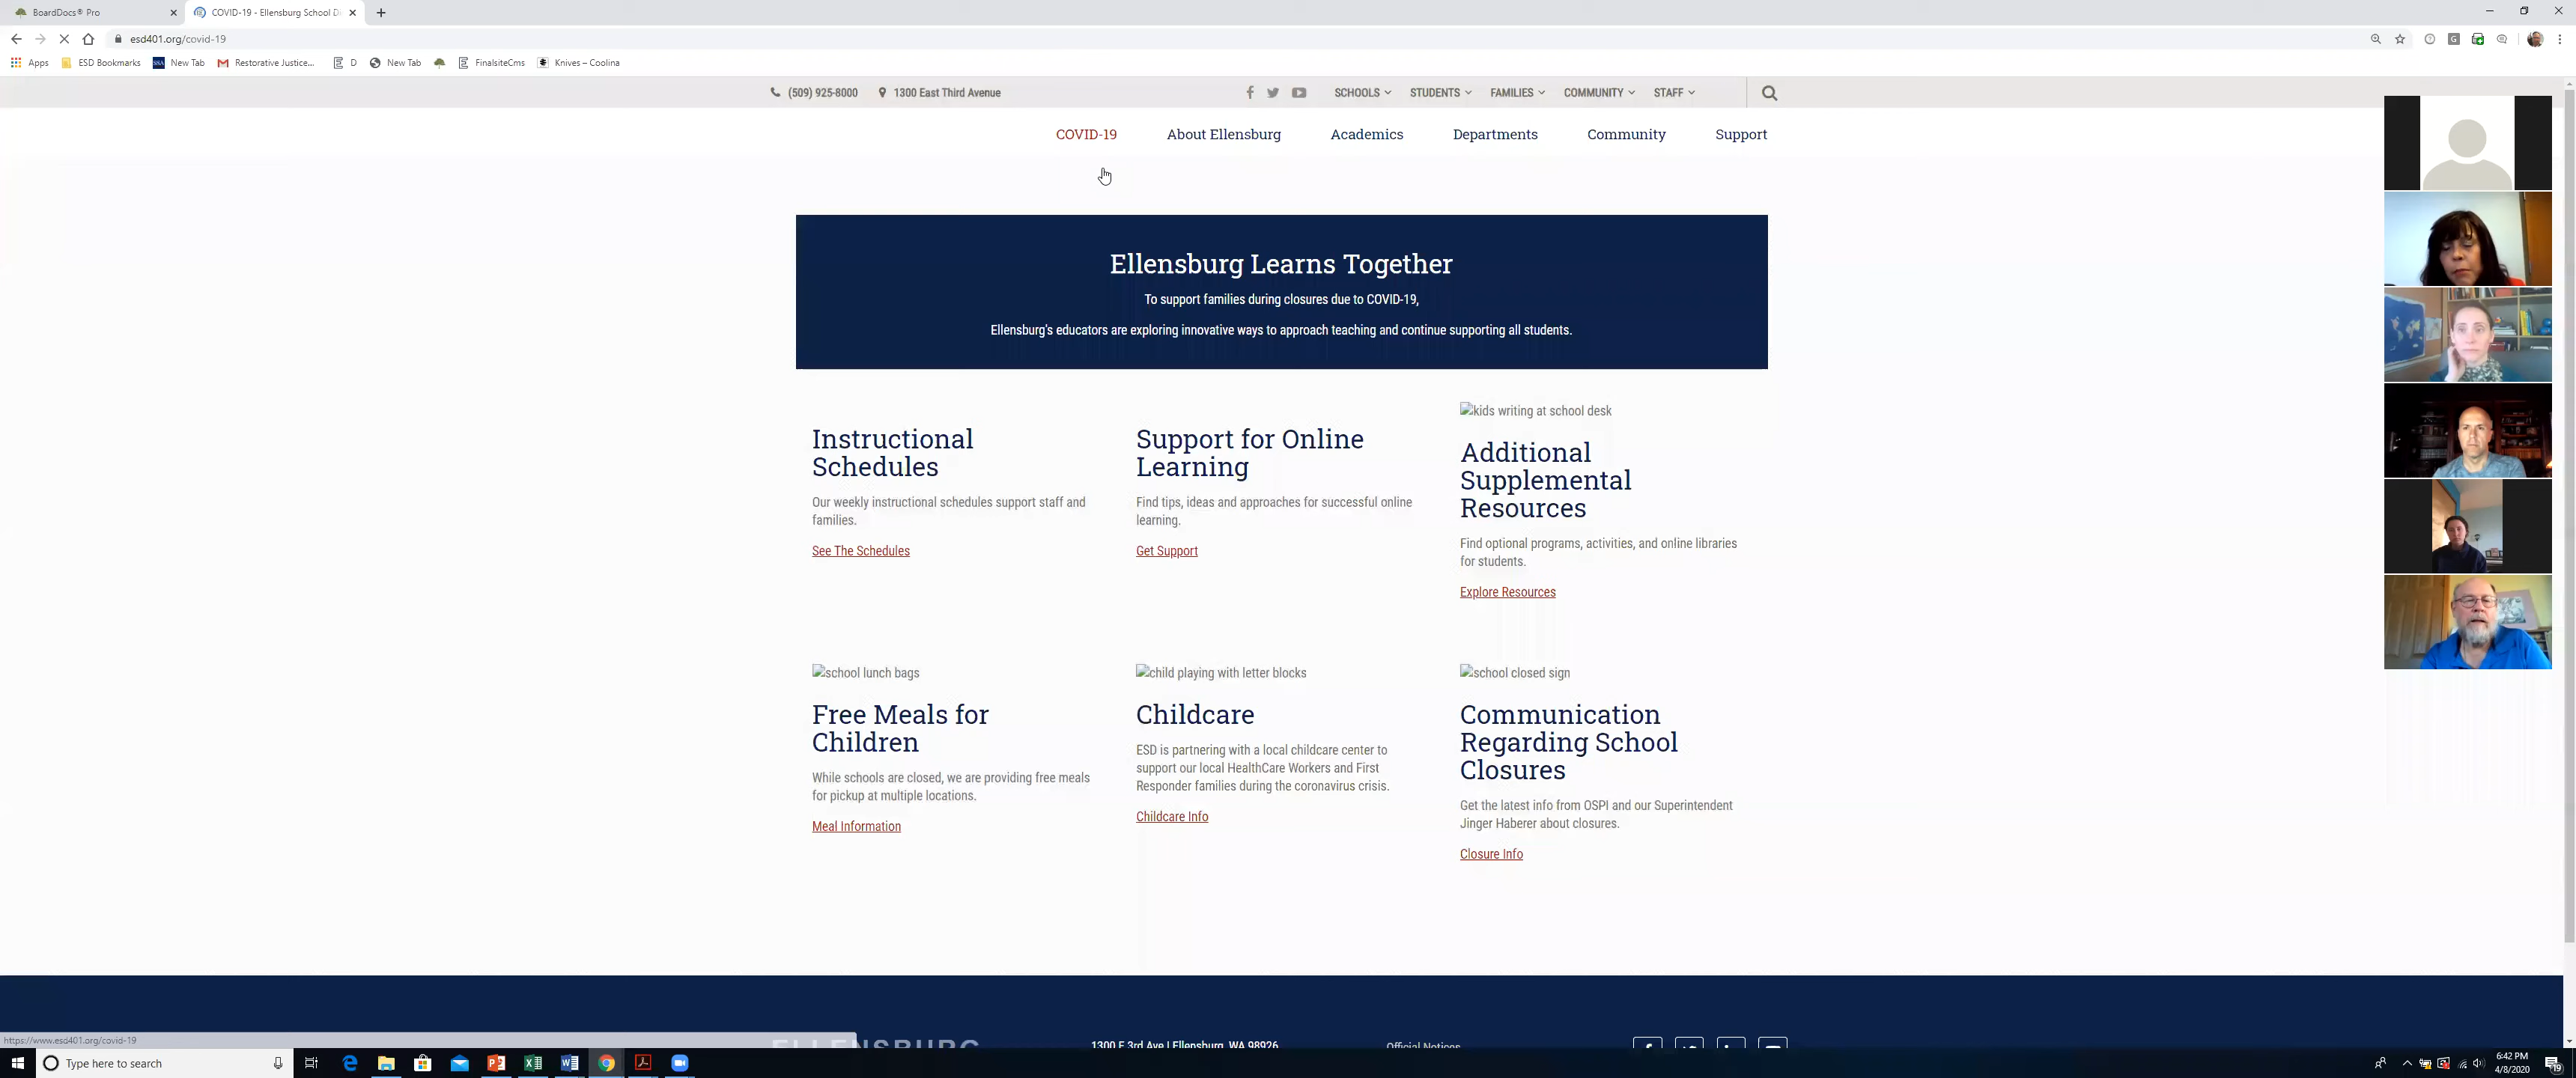 BoardDocs® Pro
COVID-19 - Ellensburg School Di
esd401.org/covid-19
Apps
ESD Bookmarks
New Tab
Restorative Justice...
D
New Tab
FinalsiteCms
Knives – Coolina
(509) 925-8000
1300 East Third Avenue
SCHOOLS
STUDENTS
FAMILIES
COMMUNITY
STAFF
COVID-19
About Ellensburg
Academics
Departments
Community
Support
Ellensburg Learns Together
To support families during closures due to COVID-19,
Ellensburg's educators are exploring innovative ways to approach teaching and continue supporting all students.
Instructional
Schedules
Our weekly instructional schedules support staff and
families.
See The Schedules
Support for Online
Learning
Find tips, ideas and approaches for successful online
learning.
Get Support
kids writing at school desk
Additional
Supplemental
Resources
Find optional programs, activities, and online libraries
for students.
Explore Resources
school lunch bags
Free Meals for
Children
While schools are closed, we are providing free meals
for pickup at multiple locations.
Meal Information
child playing with letter blocks
Childcare
ESD is partnering with a local childcare center to
support our local HealthCare Workers and First
Responder families during the coronavirus crisis.
Childcare Info
school closed sign
Communication
Regarding School
Closures
Get the latest info from OSPI and our Superintendent
Jinger Haberer about closures.
Closure Info
https://www.esd401.org/covid-19
ELLENSBURG
1300 E 3rd Ave | Ellensburg, WA 98926
Official Notices
Type here to search
6:42 PM
4/8/2020
19